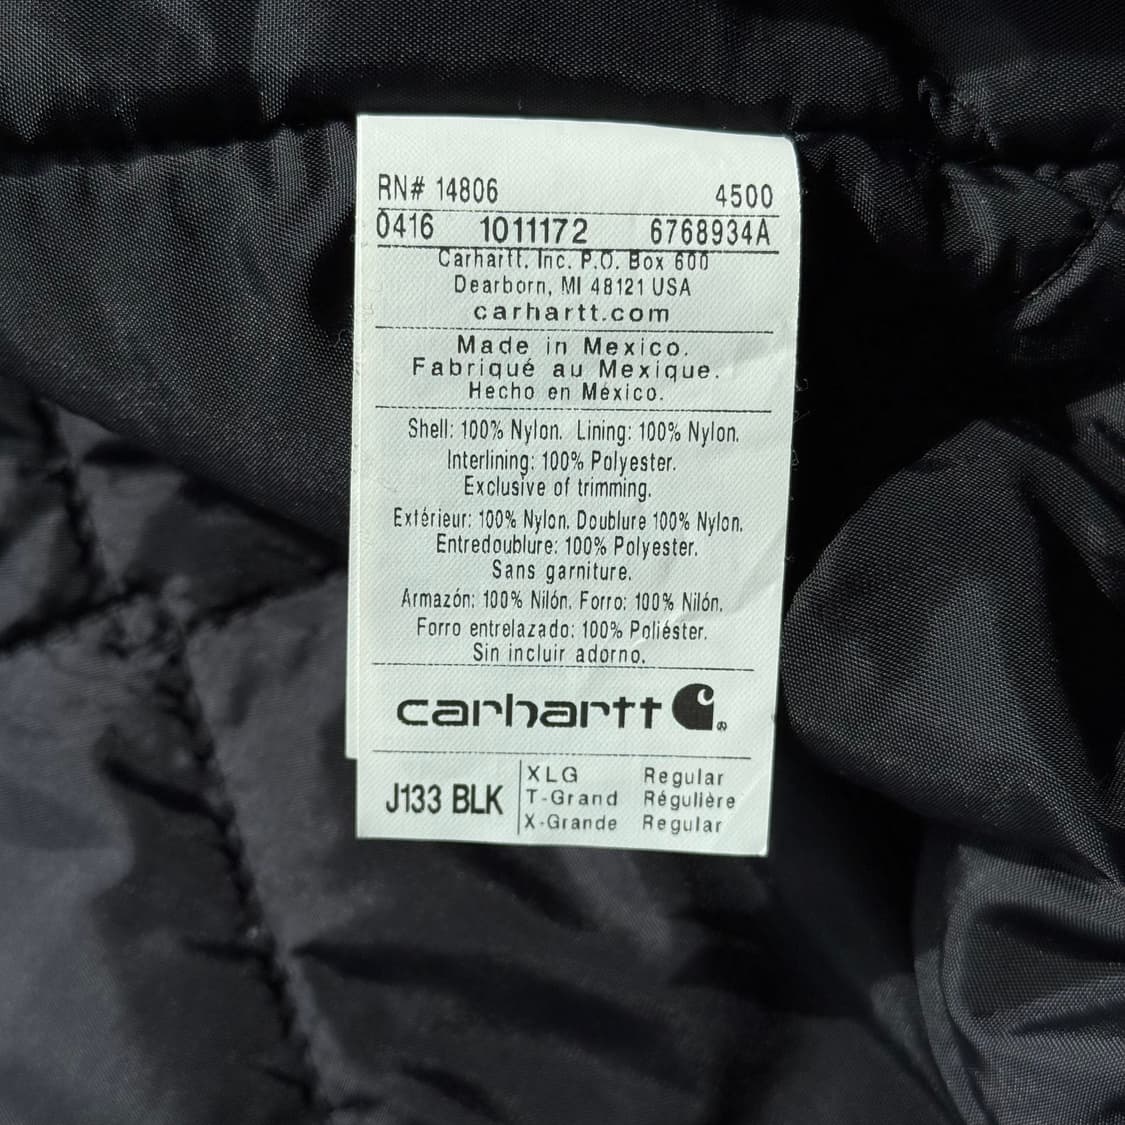 RN# 14806 4500
0416 1011172 6768934A
Carhartt, Inc. P.O. Box 600
Dearborn, MI 48121 USA
carhartt.com
Made in Mexico.
Fabriqué au Mexique.
Hecho en México.
Shell: 100% Nylon. Lining: 100% Nylon.
Interlining: 100% Polyester.
Exclusive of trimming.
Extérieur: 100% Nylon. Doublure 100% Nylon.
Entredoublure: 100% Polyester.
Sans garniture.
Armazón: 100% Nilón. Forro: 100% Nilón.
Forro entrelazado: 100% Poliéster.
Sin incluir adorno.
carhartt ®
J133 BLK
XLG Regular
T-Grand Régulière
X-Grande Regular